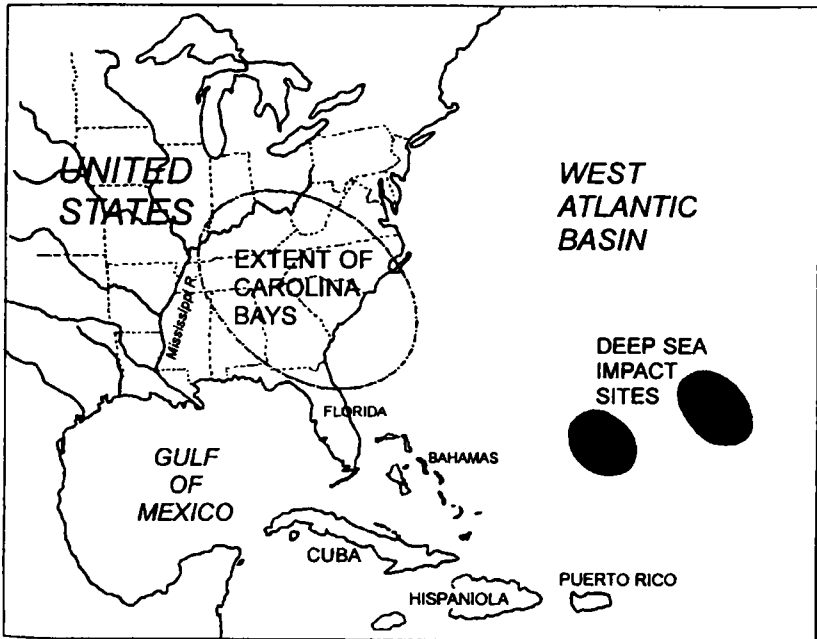 UNITED
STATES
WEST
ATLANTIC
BASIN
EXTENT OF
CAROLINA
BAYS
Mississippi R.
DEEP SEA
IMPACT
SITES
FLORIDA
GULF
OF
MEXICO
BAHAMAS
CUBA
HISPANIOLA
PUERTO RICO